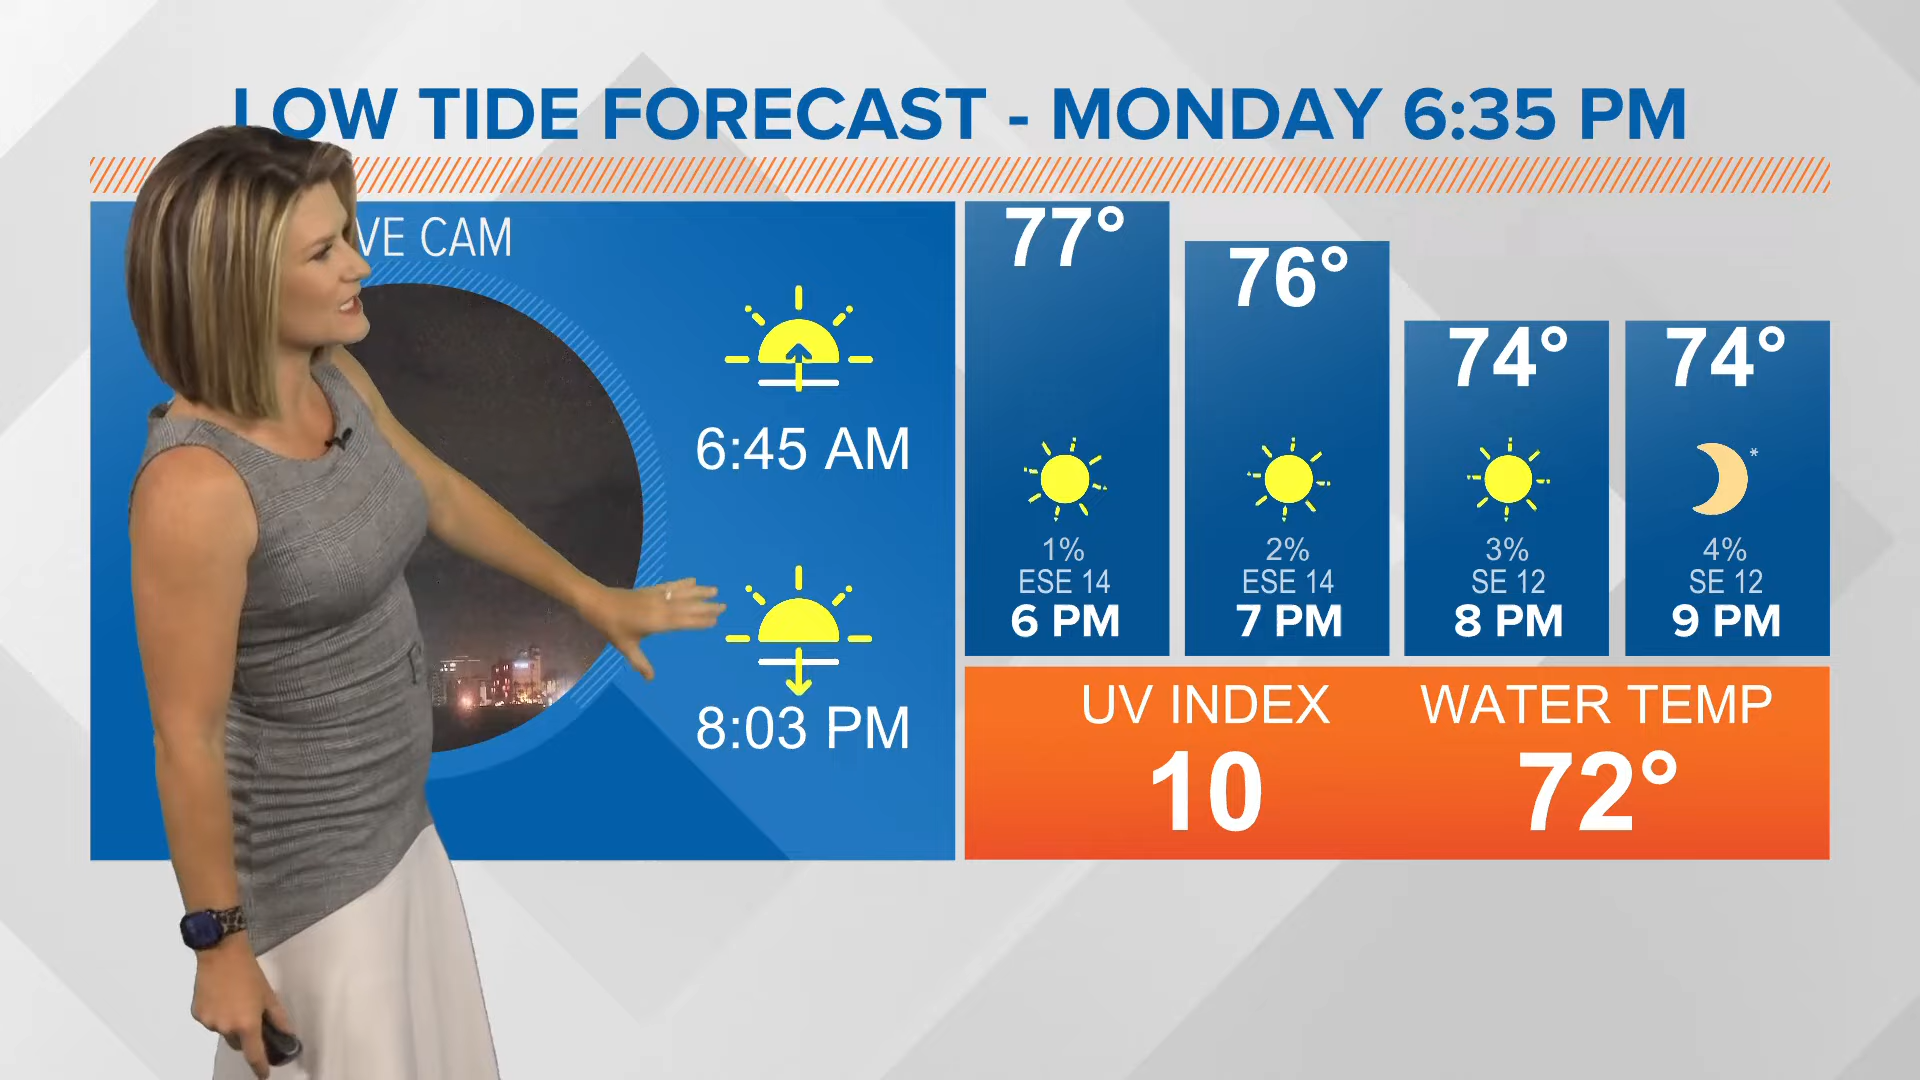 LOW TIDE FORECAST - MONDAY 6:35 PM
VE CAM
6:45 AM
8:03 PM
77°
1%
ESE 14
6 PM
76°
2%
ESE 14
7 PM
74°
3%
SE 12
8 PM
74°
4%
SE 12
9 PM
UV INDEX
10
WATER TEMP
72°